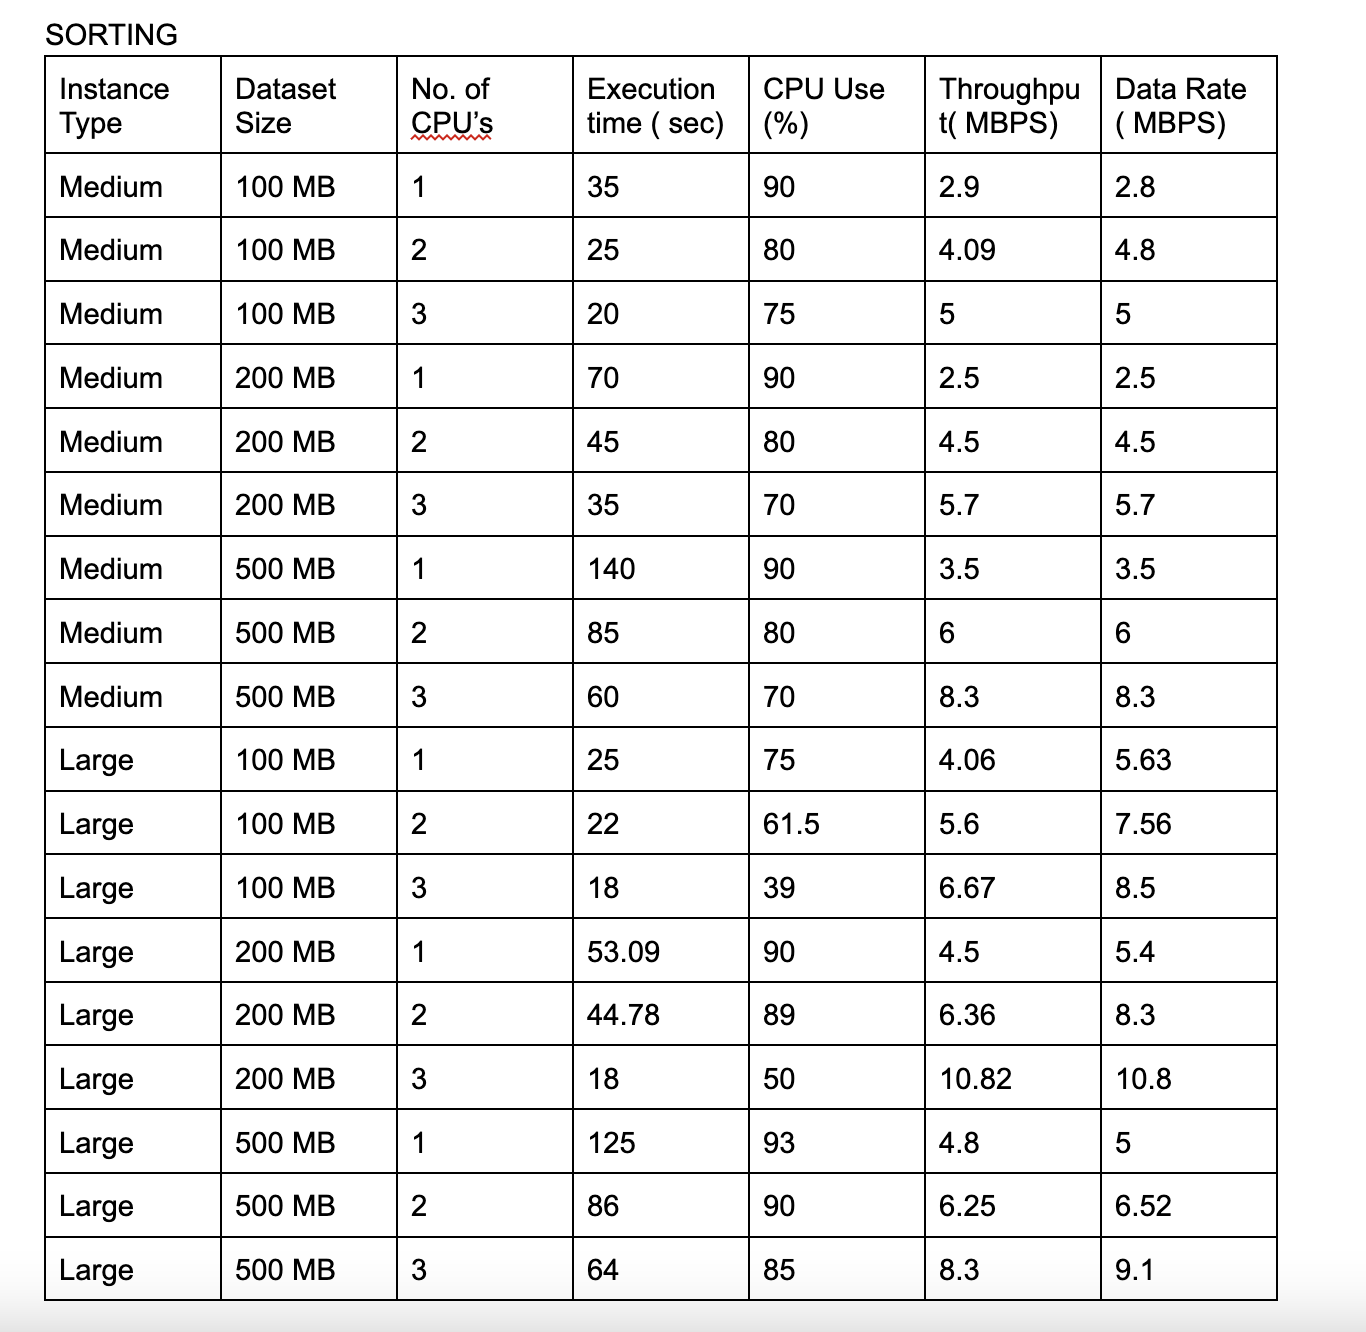 SORTING
Instance Type | Dataset Size | No. of CPU's | Execution time ( sec) | CPU Use (%) | Throughpu t( MBPS) | Data Rate ( MBPS)
Medium | 100 MB | 1 | 35 | 90 | 2.9 | 2.8
Medium | 100 MB | 2 | 25 | 80 | 4.09 | 4.8
Medium | 100 MB | 3 | 20 | 75 | 5 | 5
Medium | 200 MB | 1 | 70 | 90 | 2.5 | 2.5
Medium | 200 MB | 2 | 45 | 80 | 4.5 | 4.5
Medium | 200 MB | 3 | 35 | 70 | 5.7 | 5.7
Medium | 500 MB | 1 | 140 | 90 | 3.5 | 3.5
Medium | 500 MB | 2 | 85 | 80 | 6 | 6
Medium | 500 MB | 3 | 60 | 70 | 8.3 | 8.3
Large | 100 MB | 1 | 25 | 75 | 4.06 | 5.63
Large | 100 MB | 2 | 22 | 61.5 | 5.6 | 7.56
Large | 100 MB | 3 | 18 | 39 | 6.67 | 8.5
Large | 200 MB | 1 | 53.09 | 90 | 4.5 | 5.4
Large | 200 MB | 2 | 44.78 | 89 | 6.36 | 8.3
Large | 200 MB | 3 | 18 | 50 | 10.82 | 10.8
Large | 500 MB | 1 | 125 | 93 | 4.8 | 5
Large | 500 MB | 2 | 86 | 90 | 6.25 | 6.52
Large | 500 MB | 3 | 64 | 85 | 8.3 | 9.1